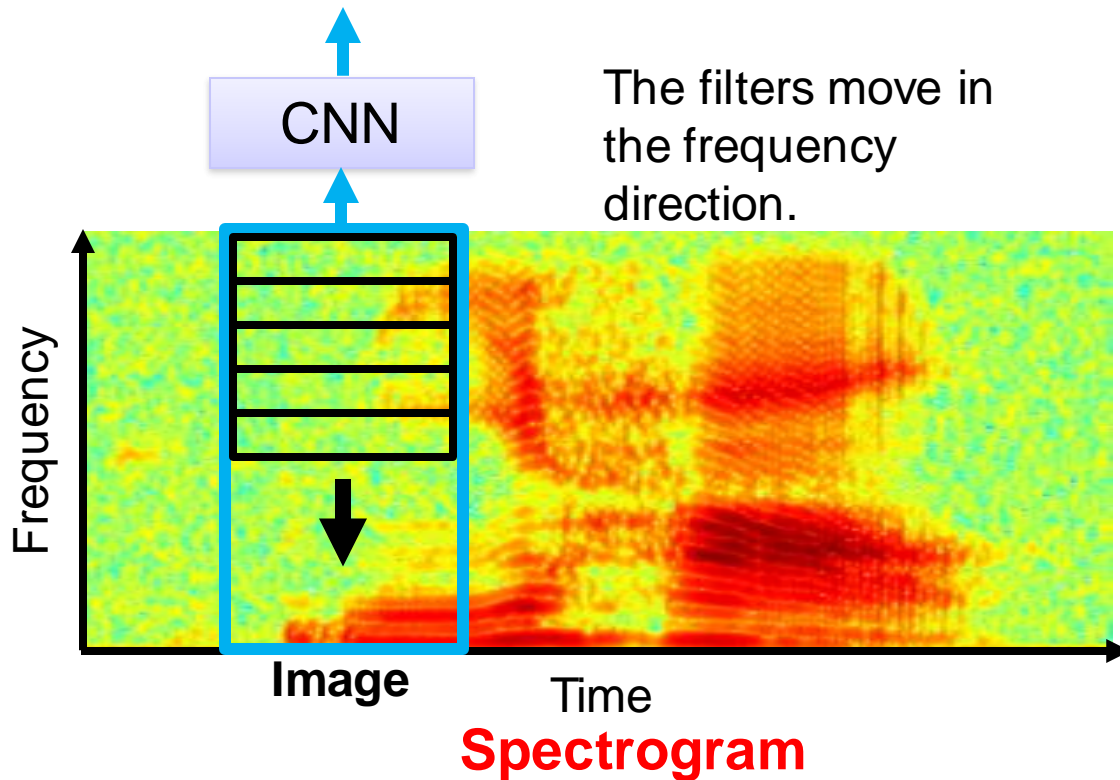 CNN
The filters move in
the frequency
direction.
Frequency
Image
Time
Spectrogram